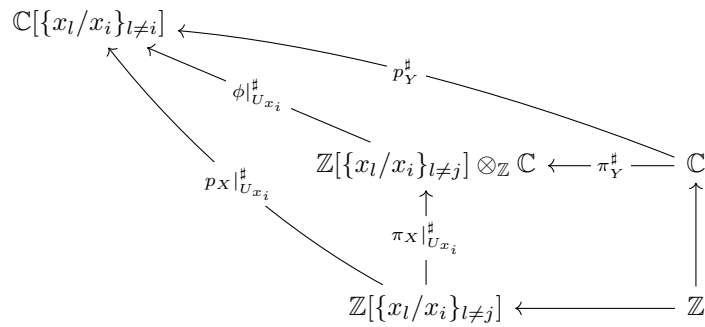 ℂ[{x_l/x_i}_{l≠i}]
p_Y^♯
ϕ|_{U_{x_i}}^♯
ℤ[{x_l/x_i}_{l≠j}] ⊗_ℤ ℂ
π_Y^♯
ℂ
p_X|_{U_{x_i}}^♯
π_X|_{U_{x_i}}^♯
ℤ[{x_l/x_i}_{l≠j}]
ℤ